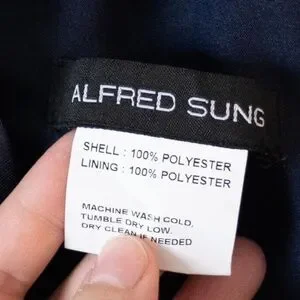 ALFRED SUNG
SHELL : 100% POLYESTER
LINING : 100% POLYESTER
MACHINE WASH COLD,
TUMBLE DRY LOW.
DRY CLEAN IF NEEDED